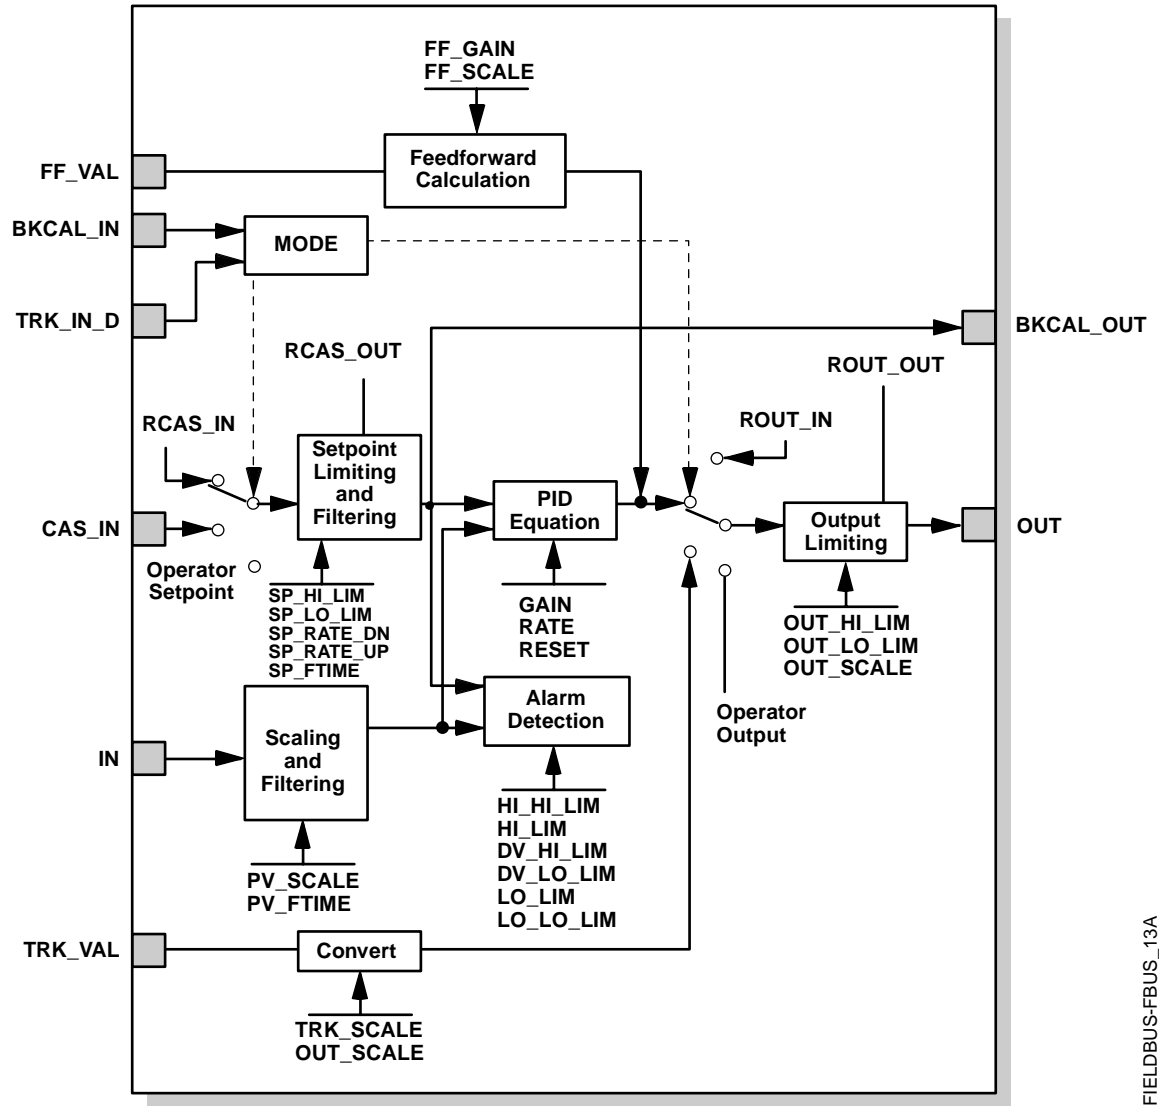 FF_GAIN
FF_SCALE
Feedforward
Calculation
FF_VAL
BKCAL_IN
MODE
TRK_IN_D
BKCAL_OUT
RCAS_OUT
ROUT_OUT
RCAS_IN
ROUT_IN
Setpoint
Limiting
and
Filtering
PID
Equation
CAS_IN
Output
Limiting
OUT
Operator
Setpoint
SP_HI_LIM
SP_LO_LIM
SP_RATE_DN
SP_RATE_UP
SP_FTIME
GAIN
RATE
RESET
OUT_HI_LIM
OUT_LO_LIM
OUT_SCALE
Alarm
Detection
Operator
Output
IN
Scaling
and
Filtering
HI_HI_LIM
HI_LIM
DV_HI_LIM
DV_LO_LIM
LO_LIM
LO_LO_LIM
PV_SCALE
PV_FTIME
TRK_VAL
Convert
TRK_SCALE
OUT_SCALE
FIELDBUS-FBUS_13A